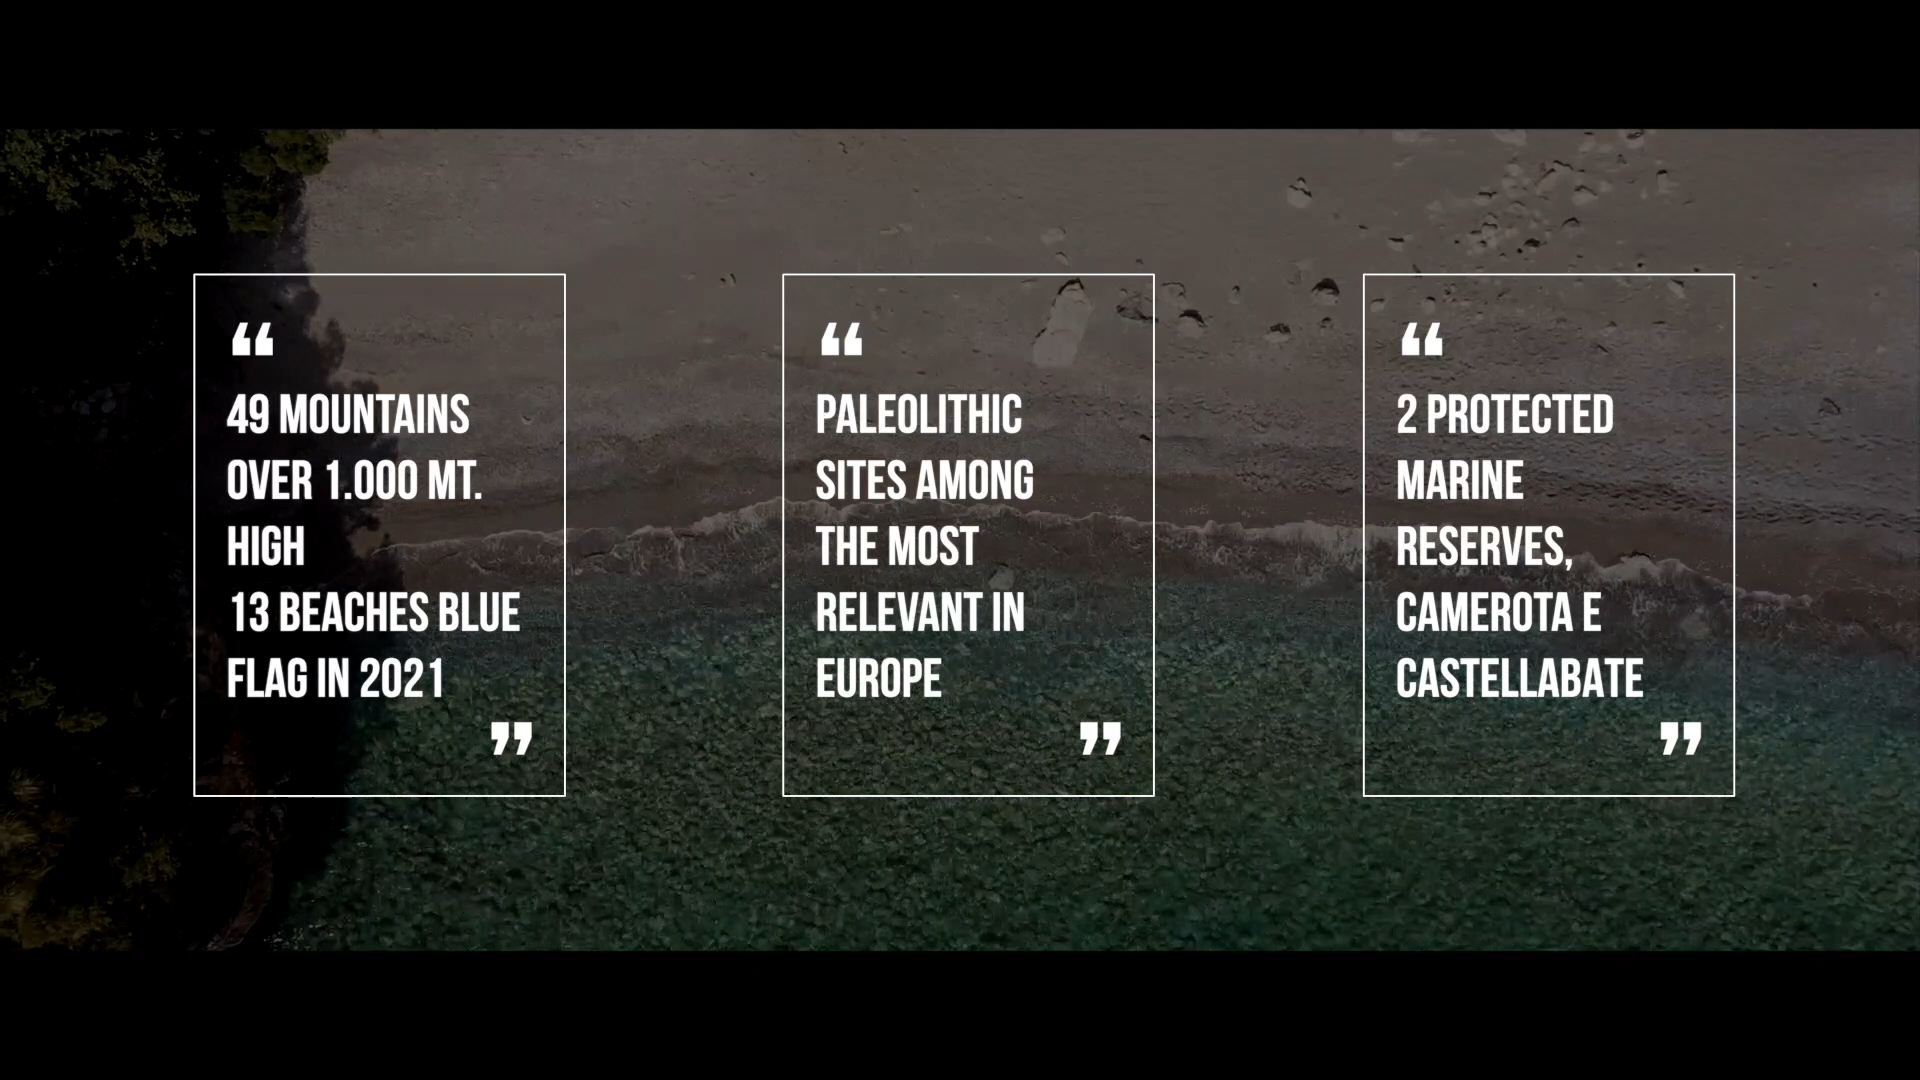 “
49 MOUNTAINS
OVER 1.000 MT.
HIGH
13 BEACHES BLUE
FLAG IN 2021
”
“
PALEOLITHIC
SITES AMONG
THE MOST
RELEVANT IN
EUROPE
”
“
2 PROTECTED
MARINE
RESERVES,
CAMEROTA E
CASTELLABATE
”